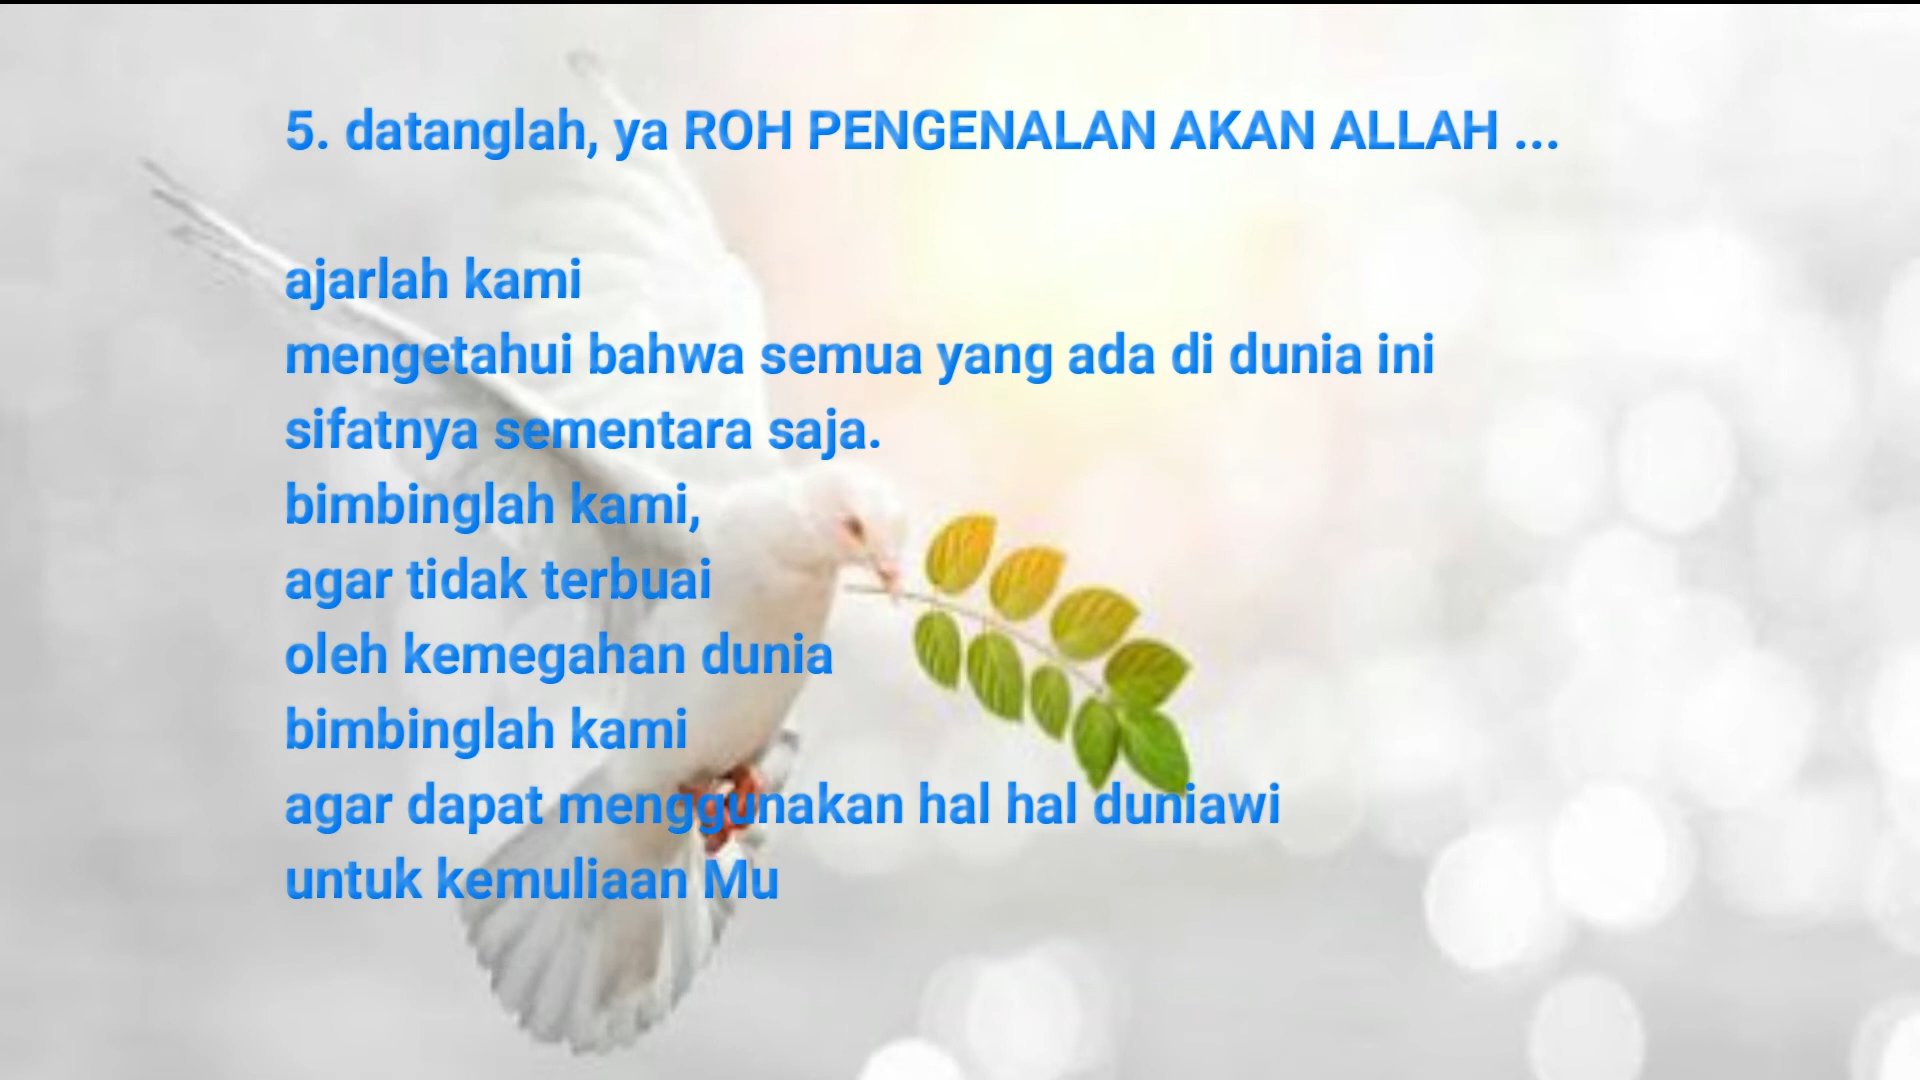 5. datanglah, ya ROH PENGENALAN AKAN ALLAH ...
ajarlah kami
mengetahui bahwa semua yang ada di dunia ini
sifatnya sementara saja.
bimbinglah kami,
agar tidak terbuai
oleh kemegahan dunia
bimbinglah kami
agar dapat menggunakan hal hal duniawi
untuk kemuliaan Mu